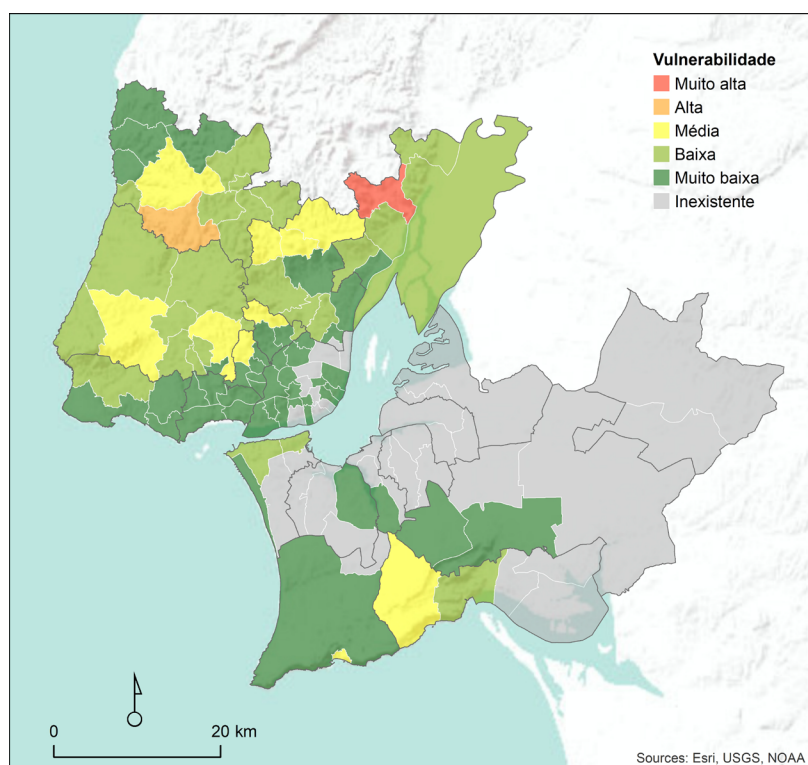 Vulnerabilidade
Muito alta
Alta
Média
Baixa
Muito baixa
Inexistente
0 20 km
Sources: Esri, USGS, NOAA